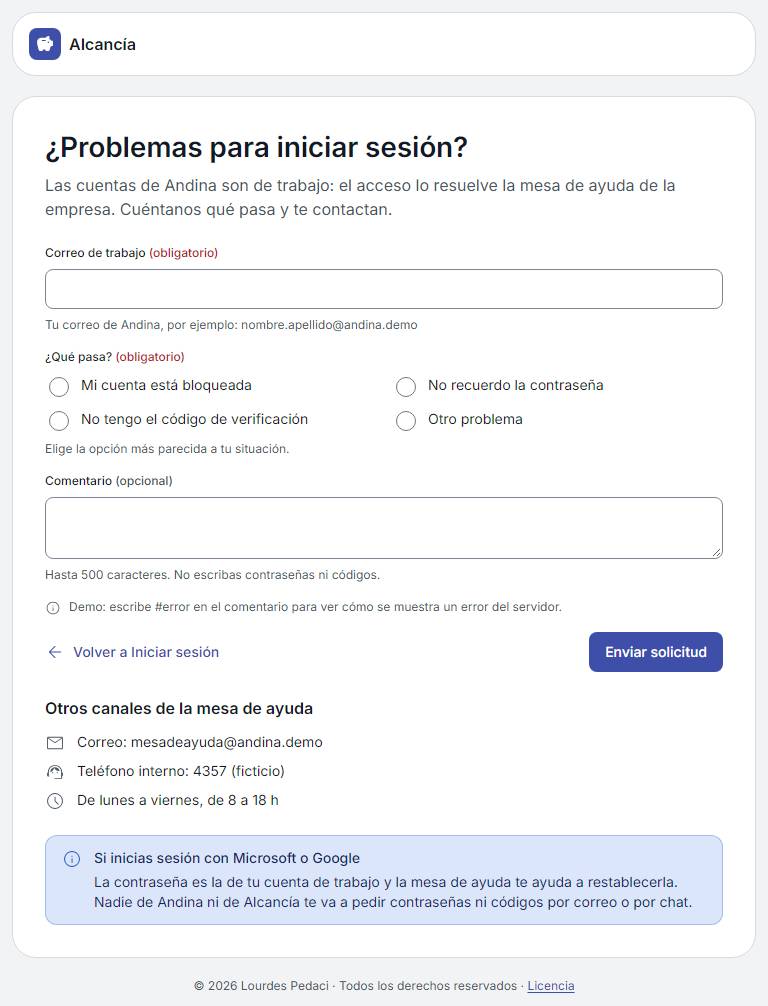 Alcancía
¿Problemas para iniciar sesión?
Las cuentas de Andina son de trabajo: el acceso lo resuelve la mesa de ayuda de la
empresa. Cuéntanos qué pasa y te contactan.
Correo de trabajo (obligatorio)
Tu correo de Andina, por ejemplo: nombre.apellido@andina.demo
¿Qué pasa? (obligatorio)
Mi cuenta está bloqueada
No recuerdo la contraseña
No tengo el código de verificación
Otro problema
Elige la opción más parecida a tu situación.
Comentario (opcional)
Hasta 500 caracteres. No escribas contraseñas ni códigos.
Demo: escribe #error en el comentario para ver cómo se muestra un error del servidor.
Volver a Iniciar sesión
Enviar solicitud
Otros canales de la mesa de ayuda
Correo: mesadeayuda@andina.demo
Teléfono interno: 4357 (ficticio)
De lunes a viernes, de 8 a 18 h
Si inicias sesión con Microsoft o Google
La contraseña es la de tu cuenta de trabajo y la mesa de ayuda te ayuda a restablecerla.
Nadie de Andina ni de Alcancía te va a pedir contraseñas ni códigos por correo o por chat.
© 2026 Lourdes Pedaci · Todos los derechos reservados · Licencia